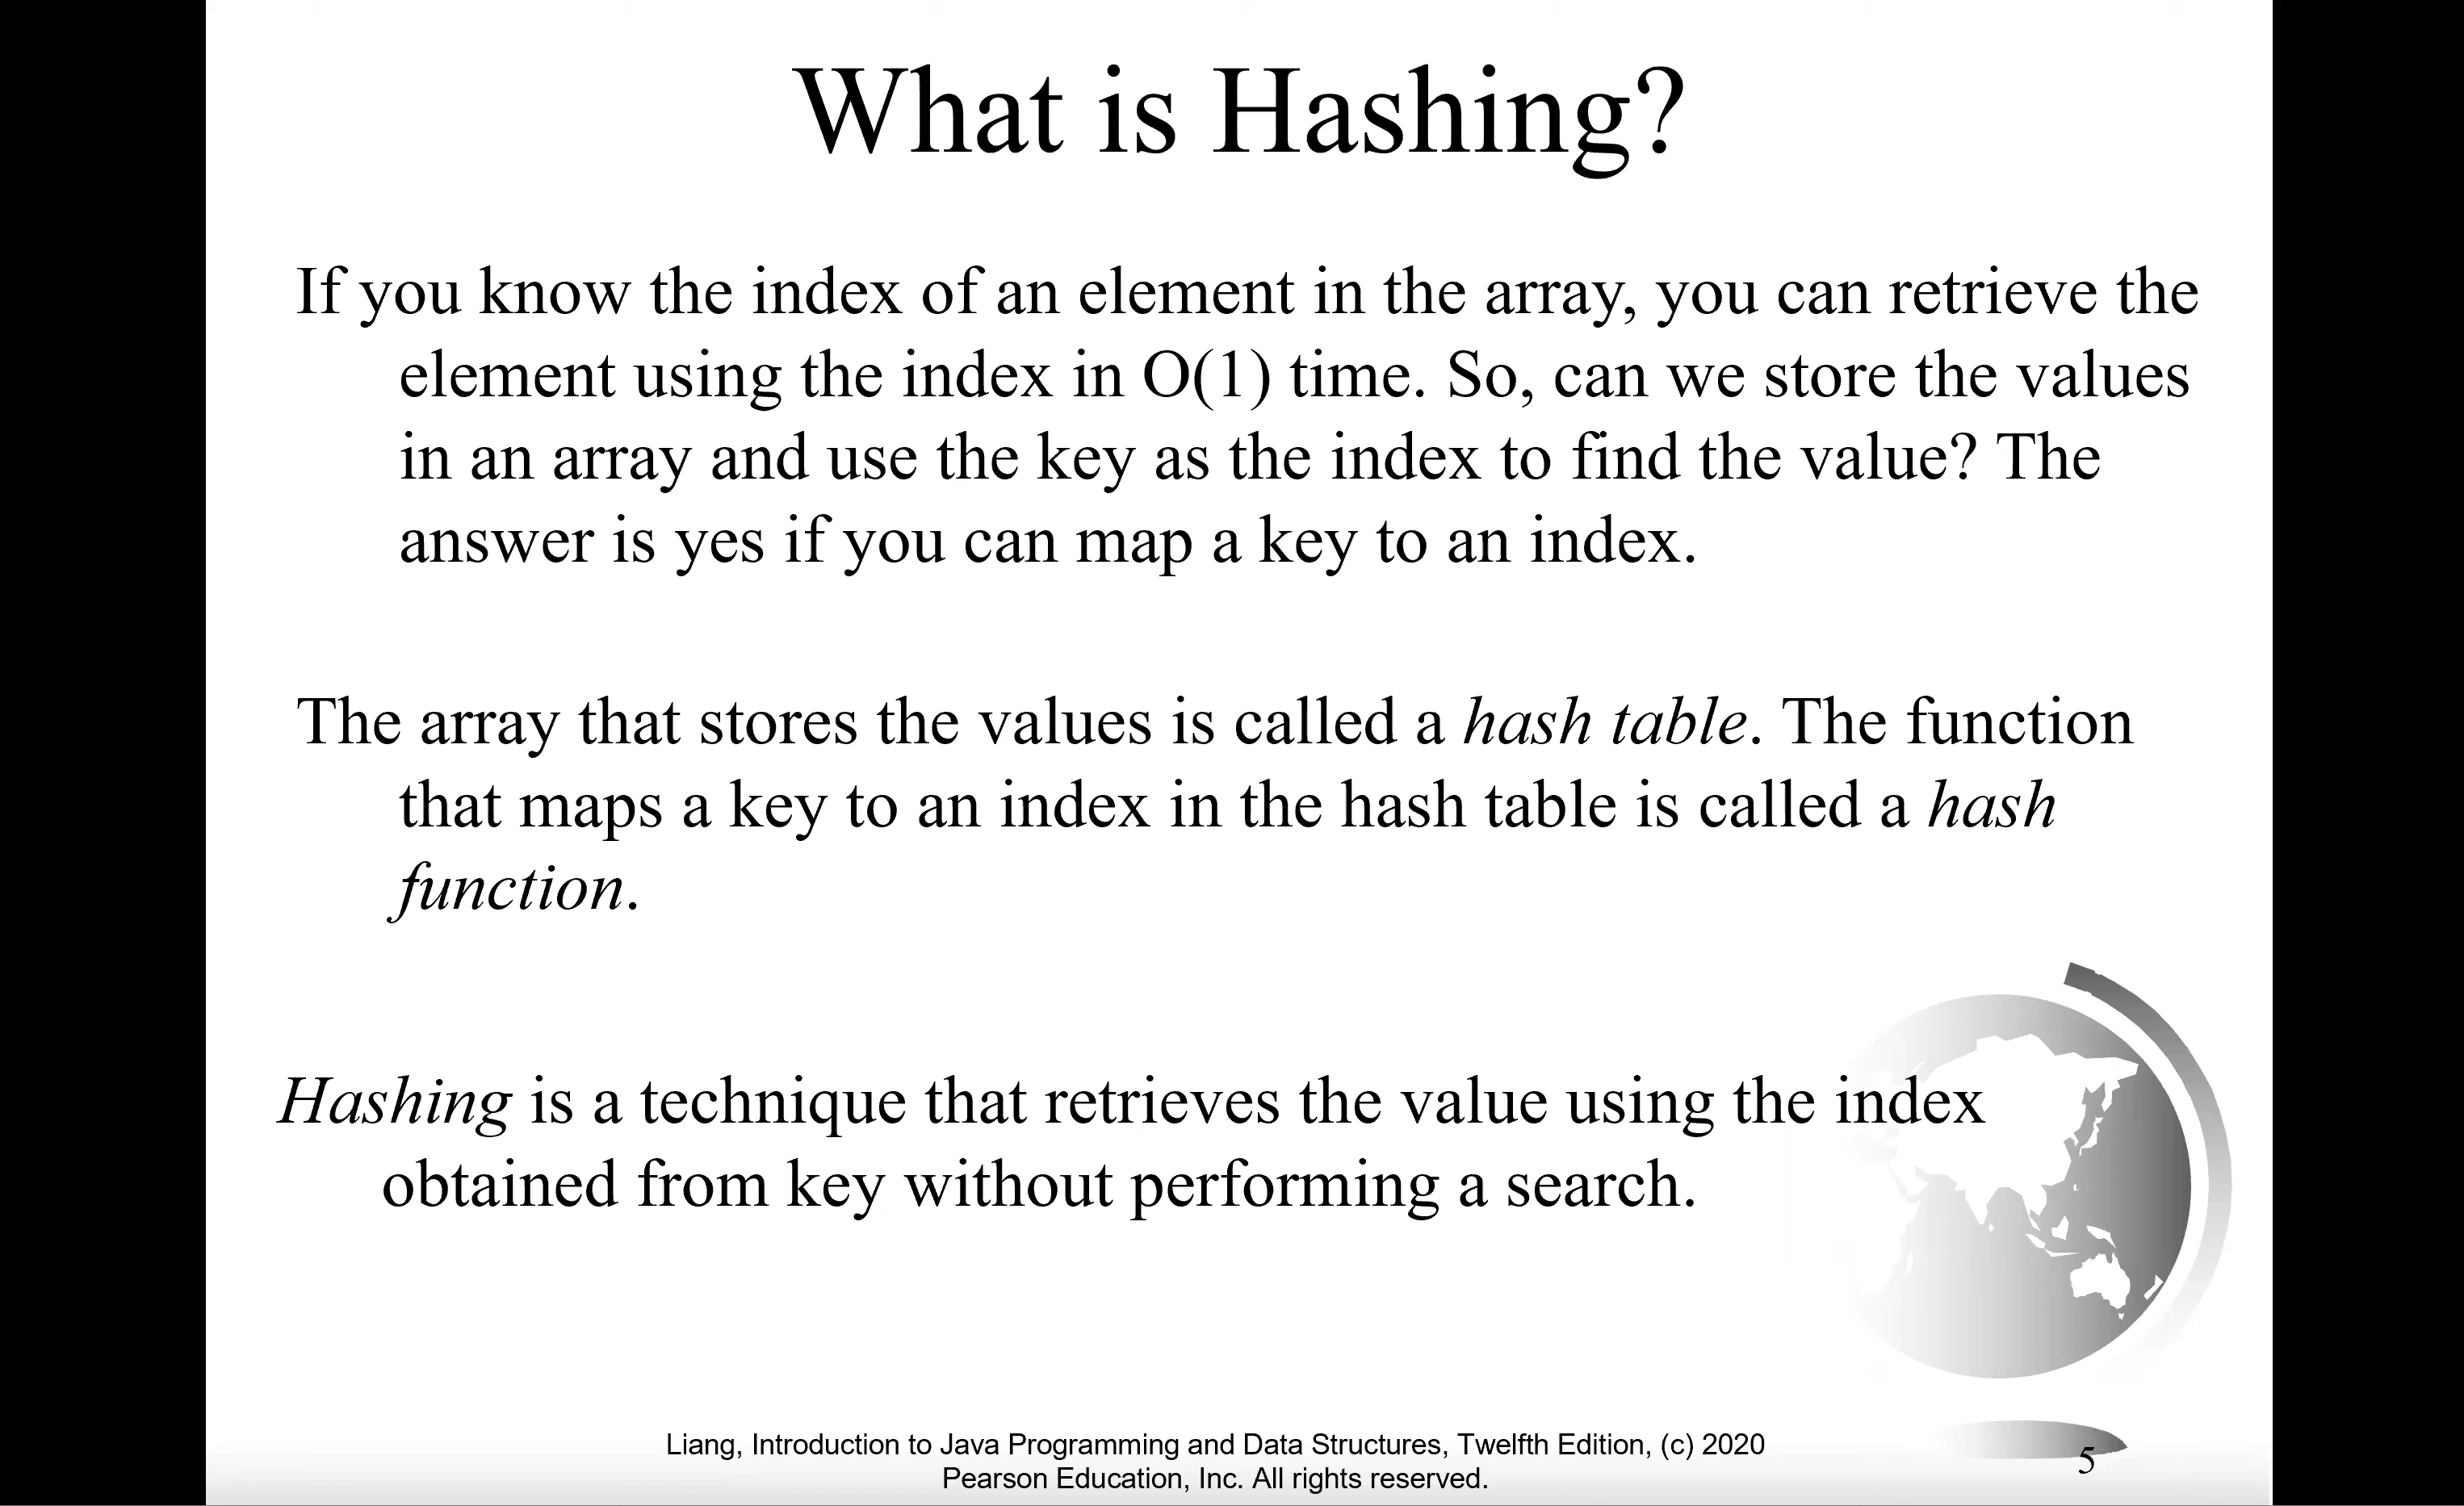 What is Hashing?
If you know the index of an element in the array, you can retrieve the
element using the index in O(1) time. So, can we store the values
in an array and use the key as the index to find the value? The
answer is yes if you can map a key to an index.
The array that stores the values is called a hash table. The function
that maps a key to an index in the hash table is called a hash
function.
Hashing is a technique that retrieves the value using the index
obtained from key without performing a search.
Liang, Introduction to Java Programming and Data Structures, Twelfth Edition, (c) 2020
Pearson Education, Inc. All rights reserved.
5